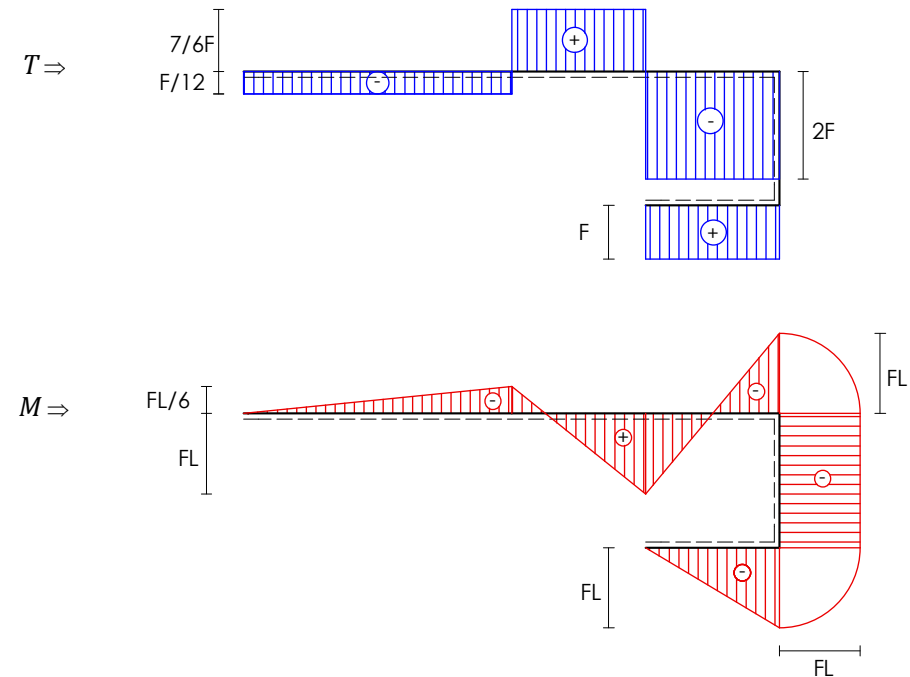 7/6F
+
T ⇒
F/12
-
-
2F
F
+
FL/6
-
FL
-
M ⇒
+
FL
-
FL
-
FL